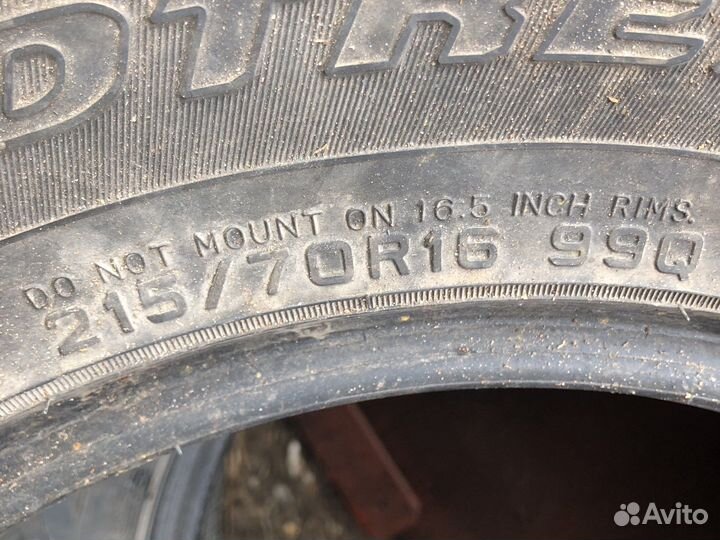 DO NOT MOUNT ON 16.5 INCH RIMS.
215/70R16 99Q
Avito